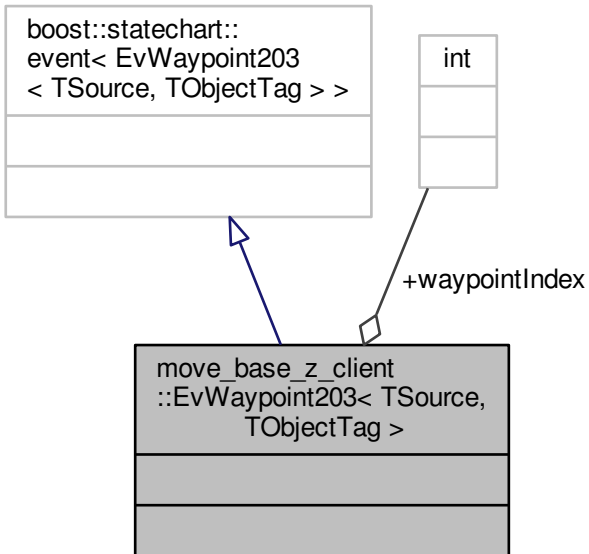 boost::statechart::
event< EvWaypoint203
< TSource, TObjectTag > >
int
+waypointIndex
move_base_z_client
::EvWaypoint203< TSource,
TObjectTag >